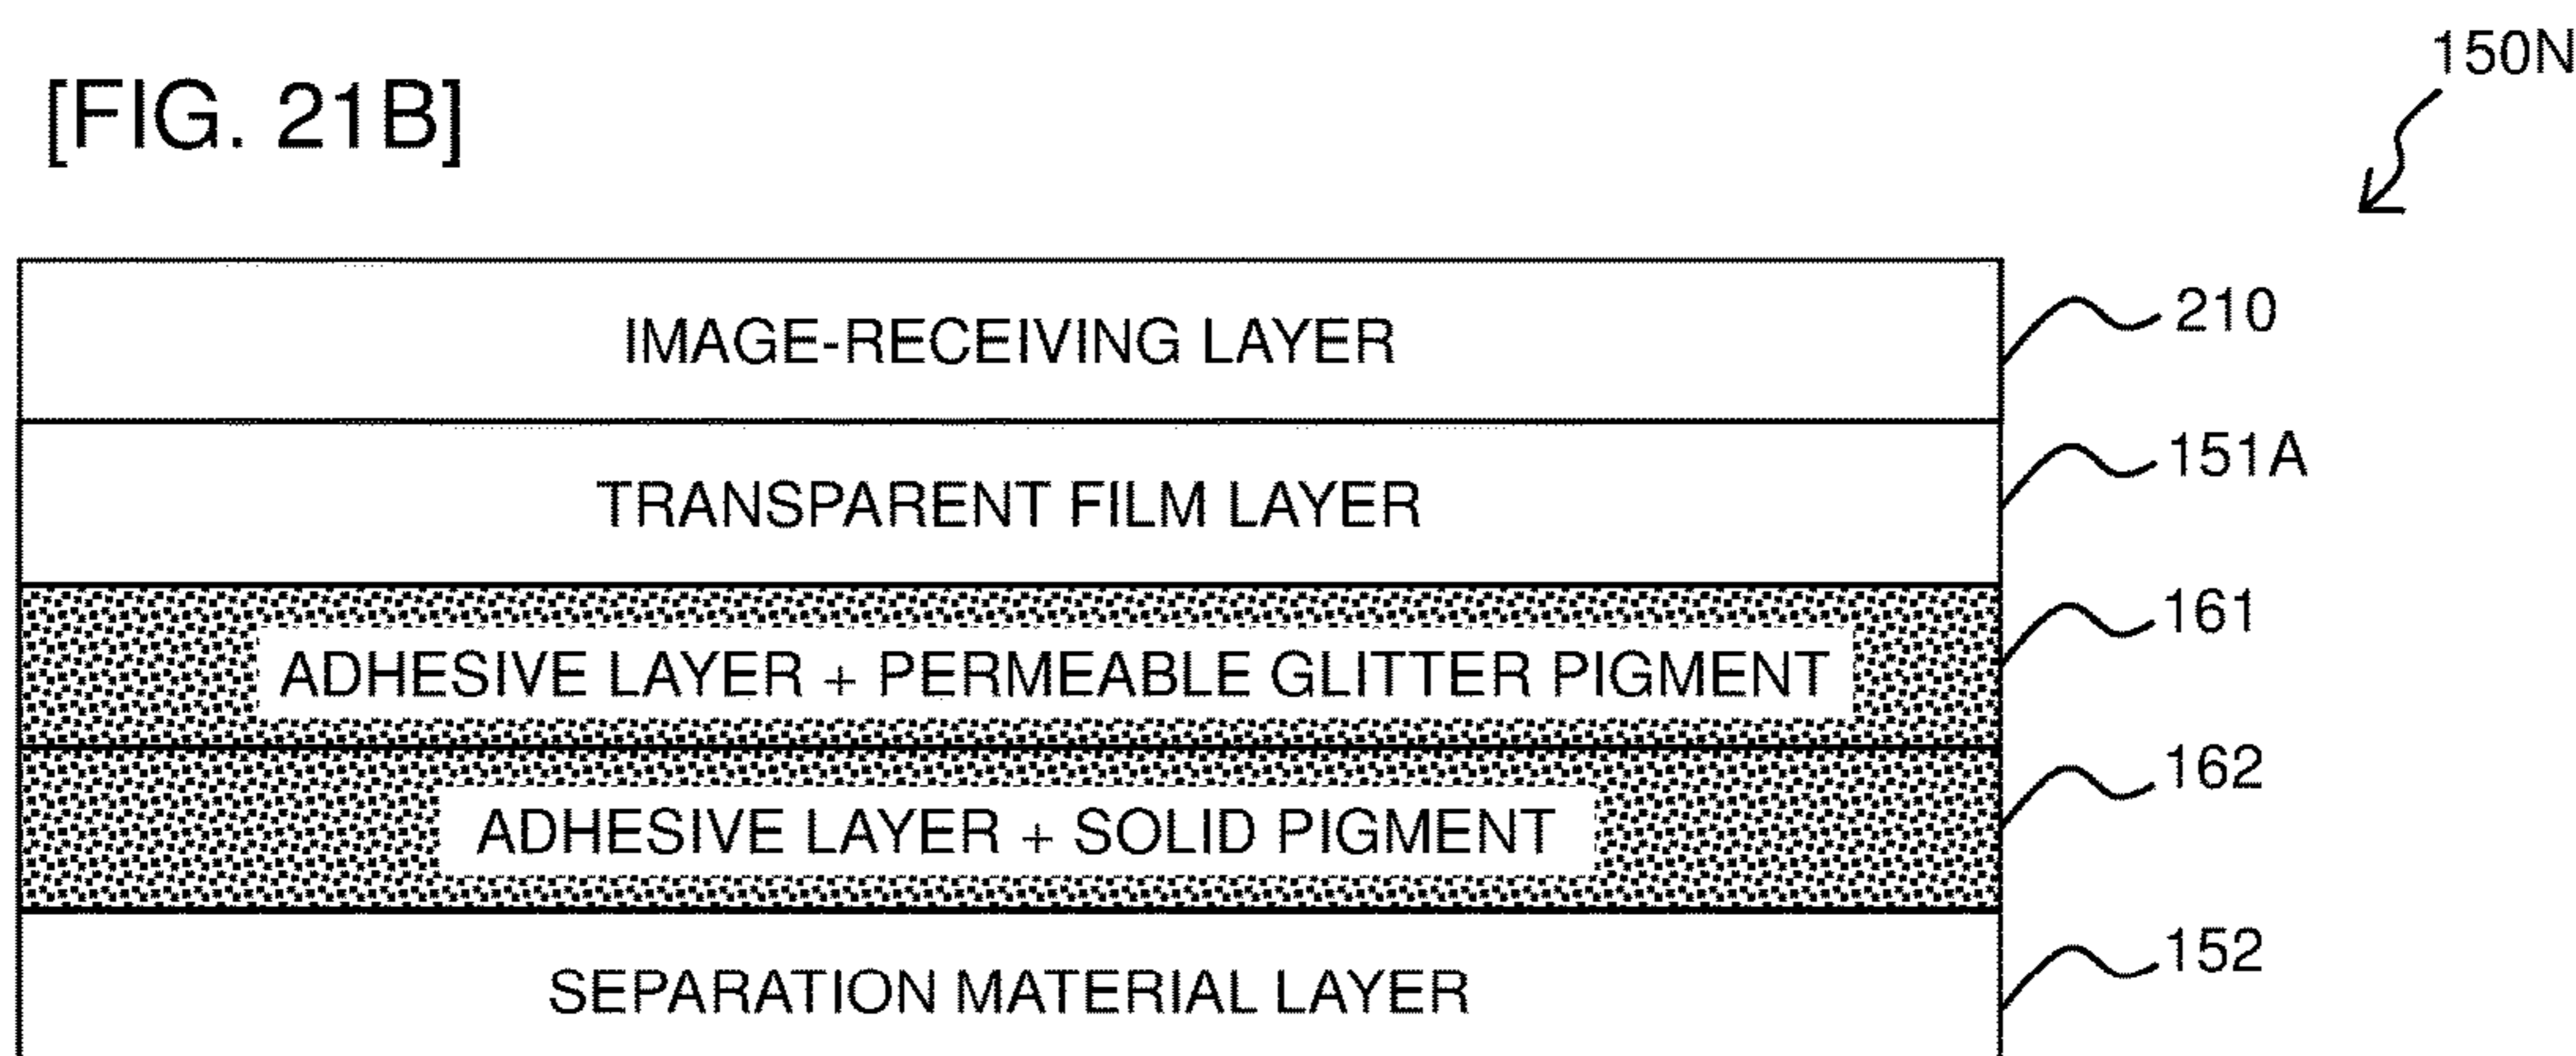 150N
[FIG. 21B]
IMAGE-RECEIVING LAYER 210
TRANSPARENT FILM LAYER 151A
ADHESIVE LAYER + PERMEABLE GLITTER PIGMENT 161
ADHESIVE LAYER + SOLID PIGMENT 162
SEPARATION MATERIAL LAYER 152